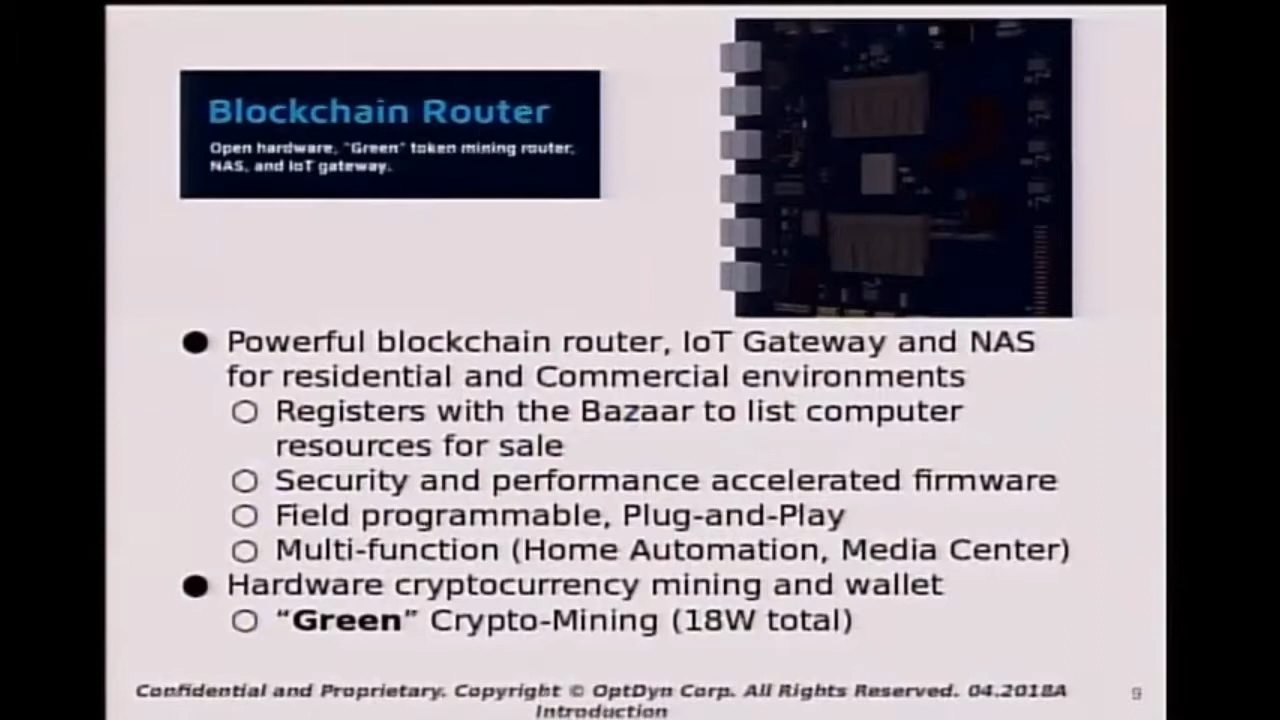 Blockchain Router
Open hardware, "Green" token mining router,
NAS, and IoT gateway.
● Powerful blockchain router, IoT Gateway and NAS
for residential and Commercial environments
○ Registers with the Bazaar to list computer
resources for sale
○ Security and performance accelerated firmware
○ Field programmable, Plug-and-Play
○ Multi-function (Home Automation, Media Center)
● Hardware cryptocurrency mining and wallet
○ “Green” Crypto-Mining (18W total)
Confidential and Proprietary. Copyright © OptDyn Corp. All Rights Reserved. 04.2018A
Introduction
9